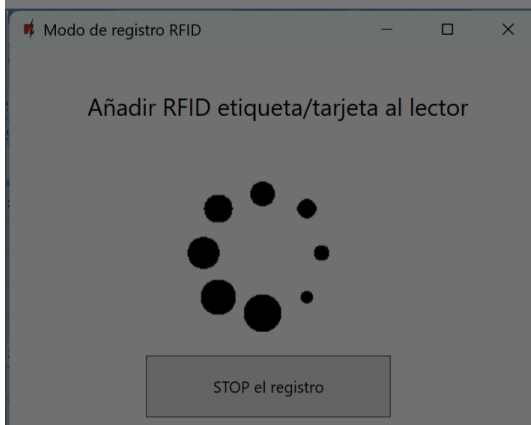 Modo de registro RFID
Añadir RFID etiqueta/tarjeta al lector
STOP el registro